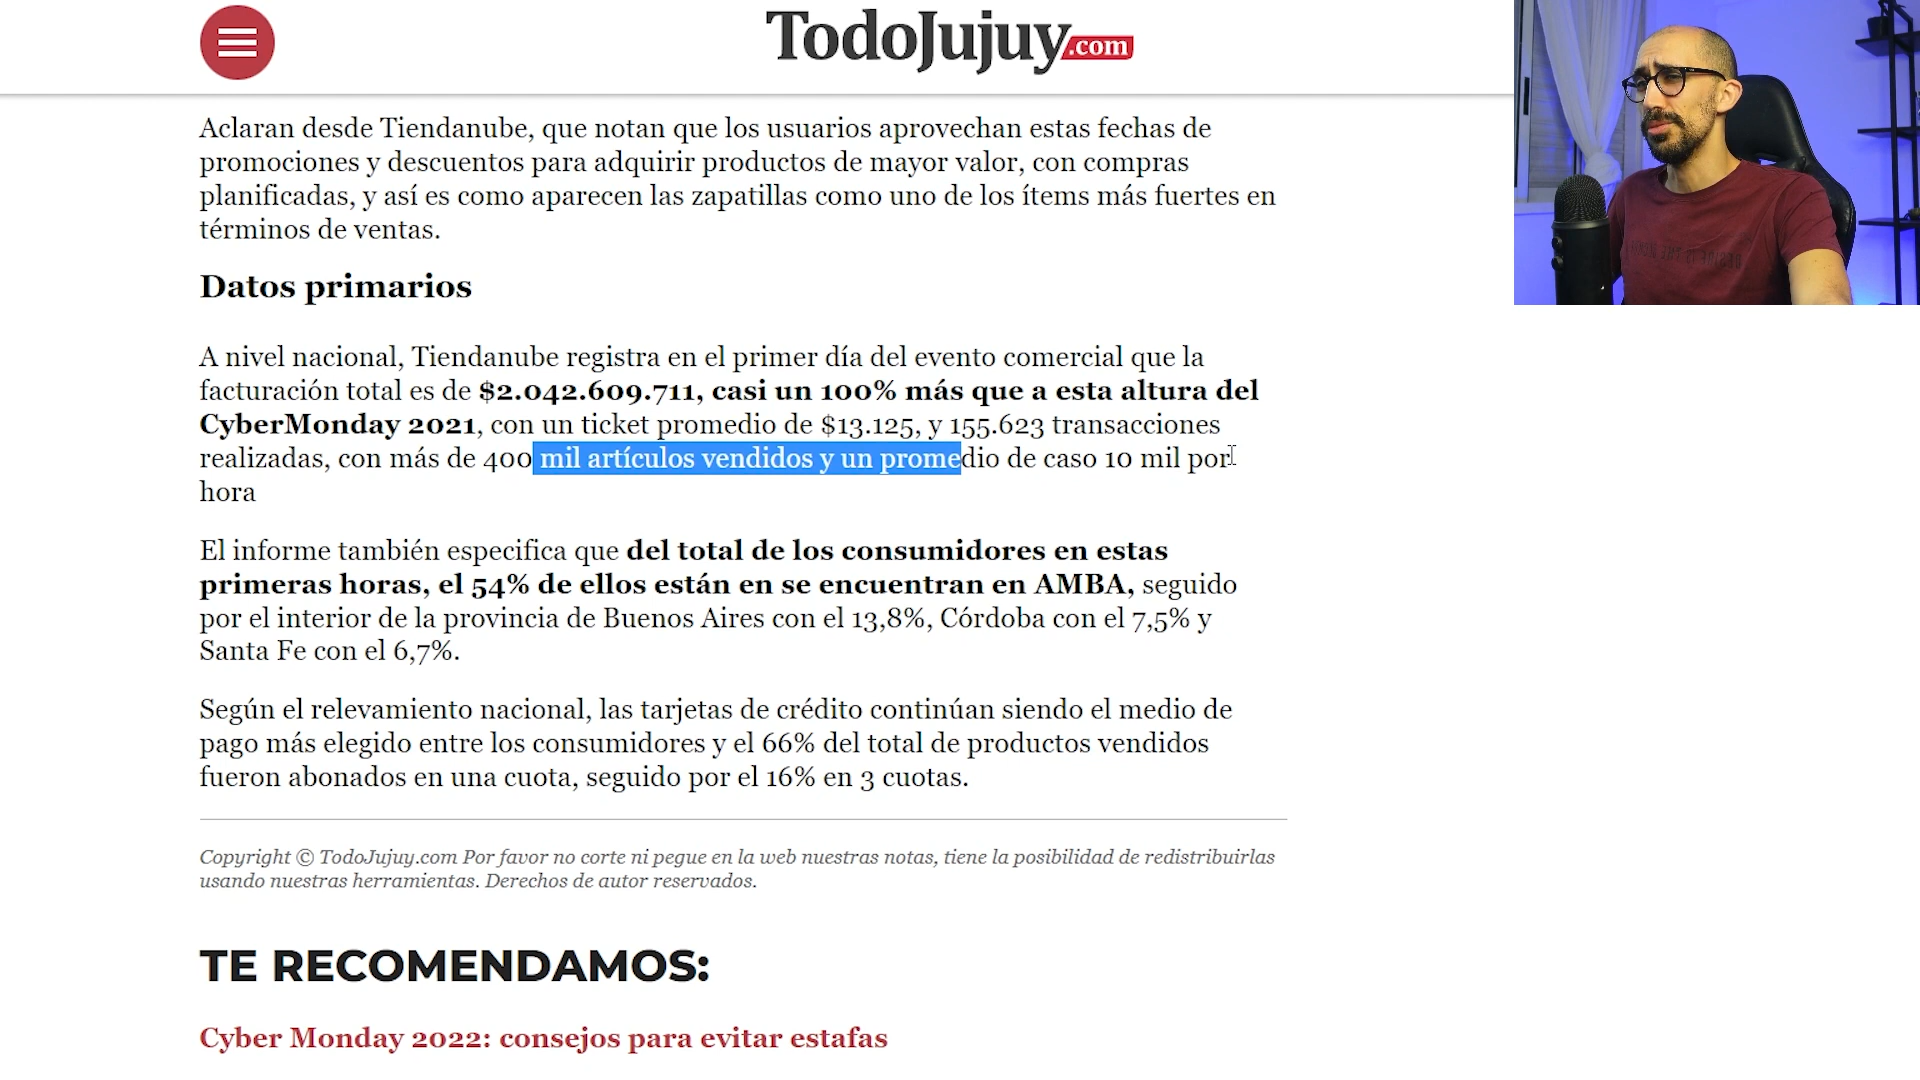 TodoJujuy.com
Aclaran desde Tiendanube, que notan que los usuarios aprovechan estas fechas de
promociones y descuentos para adquirir productos de mayor valor, con compras
planificadas, y así es como aparecen las zapatillas como uno de los ítems más fuertes en
términos de ventas.
Datos primarios
A nivel nacional, Tiendanube registra en el primer día del evento comercial que la
facturación total es de $2.042.609.711, casi un 100% más que a esta altura del
CyberMonday 2021, con un ticket promedio de $13.125, y 155.623 transacciones
realizadas, con más de 400 mil artículos vendidos y un promedio de caso 10 mil por
hora
El informe también especifica que del total de los consumidores en estas
primeras horas, el 54% de ellos están en se encuentran en AMBA, seguido
por el interior de la provincia de Buenos Aires con el 13,8%, Córdoba con el 7,5% y
Santa Fe con el 6,7%.
Según el relevamiento nacional, las tarjetas de crédito continúan siendo el medio de
pago más elegido entre los consumidores y el 66% del total de productos vendidos
fueron abonados en una cuota, seguido por el 16% en 3 cuotas.
Copyright © TodoJujuy.com Por favor no corte ni pegue en la web nuestras notas, tiene la posibilidad de redistribuirlas
usando nuestras herramientas. Derechos de autor reservados.
TE RECOMENDAMOS:
Cyber Monday 2022: consejos para evitar estafas